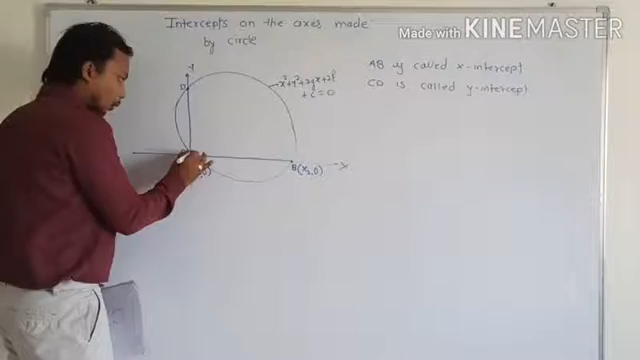 Intercepts on the axes made
by circle
Made with KINEMASTER
AB is called x-intercept
CD is called y-intercept
Y
D
x²+y²+2gx+2f
+c=0
B(x₂,0)
X